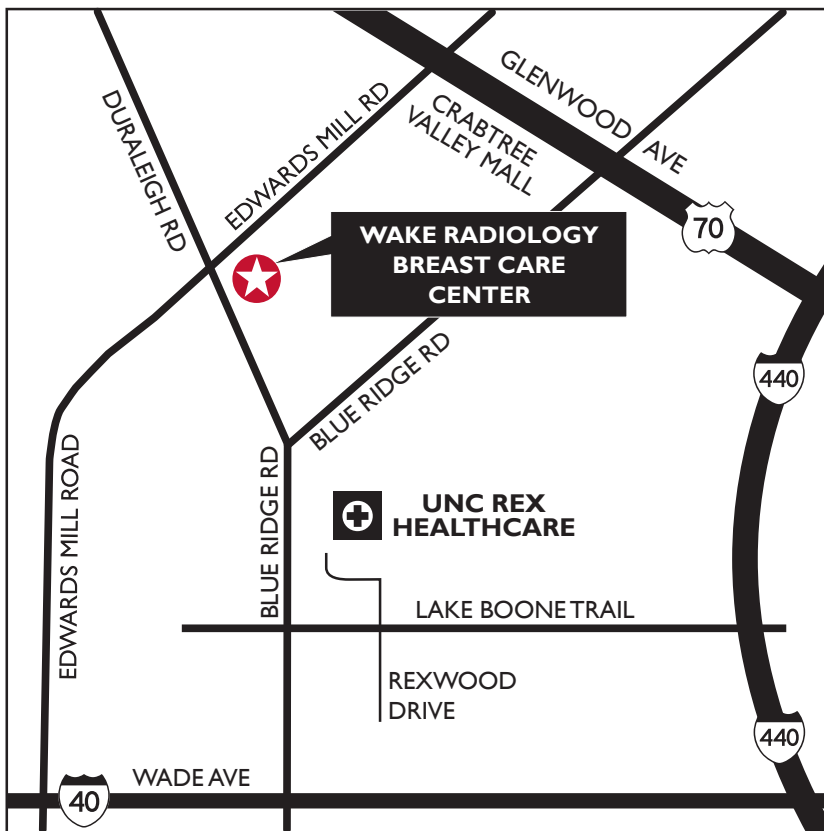 GLENWOOD AVE
DURALEIGH RD
EDWARDS MILL RD
CRABTREE
VALLEY MALL
70
WAKE RADIOLOGY
BREAST CARE
CENTER
BLUE RIDGE RD
440
EDWARDS MILL ROAD
BLUE RIDGE RD
UNC REX
HEALTHCARE
LAKE BOONE TRAIL
REXWOOD
DRIVE
440
WADE AVE
40